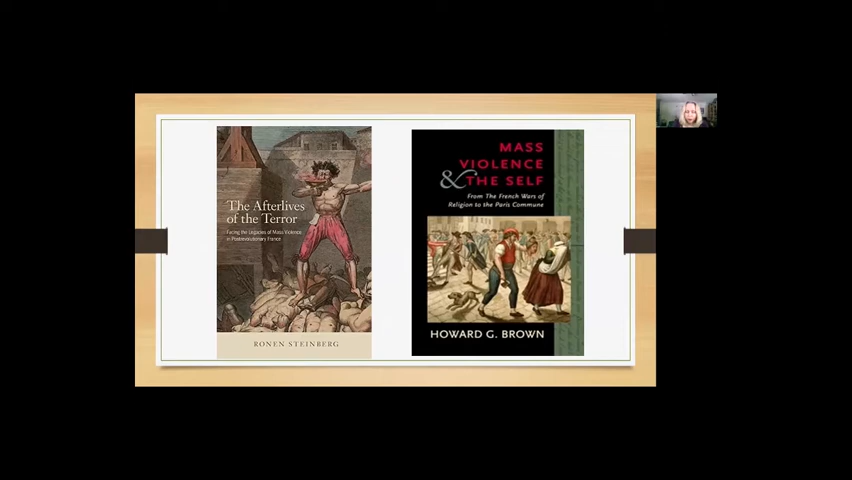 The Afterlives
of the Terror
Facing the Legacies of Mass Violence
in Postrevolutionary France
RONEN STEINBERG
MASS
VIOLENCE
& THE SELF
From The French Wars of
Religion to the Paris Commune
HOWARD G. BROWN